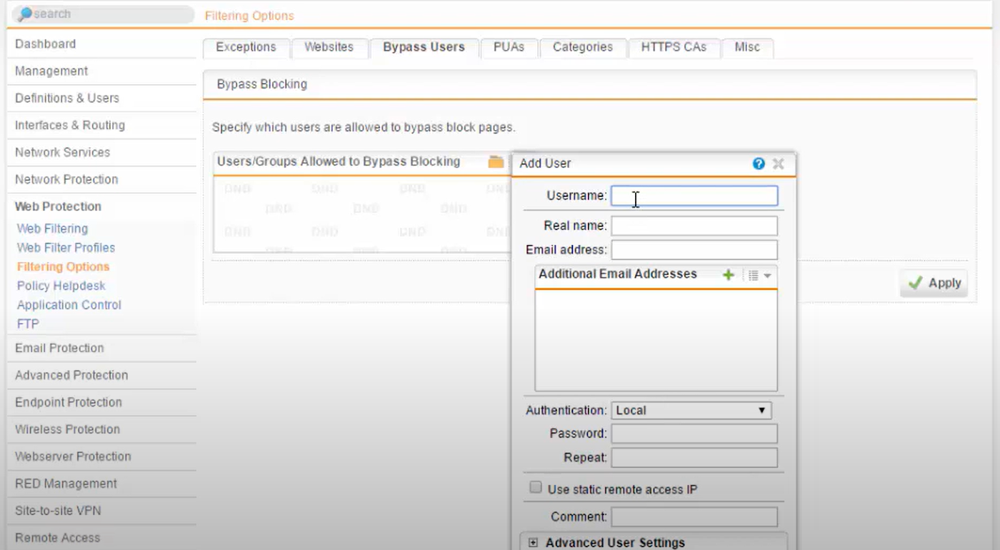 search
Filtering Options
Dashboard
Management
Definitions & Users
Interfaces & Routing
Network Services
Network Protection
Web Protection
Web Filtering
Web Filter Profiles
Filtering Options
Policy Helpdesk
Application Control
FTP
Email Protection
Advanced Protection
Endpoint Protection
Wireless Protection
Webserver Protection
RED Management
Site-to-site VPN
Remote Access
Exceptions Websites Bypass Users PUAs Categories HTTPS CAs Misc
Bypass Blocking
Specify which users are allowed to bypass block pages.
Users/Groups Allowed to Bypass Blocking
DND DND DND DND
DND DND DND
DND DND DND DND
DND DND DND
Apply
Add User
Username:
Real name:
Email address:
Additional Email Addresses
Authentication: Local
Password:
Repeat:
Use static remote access IP
Comment:
Advanced User Settings